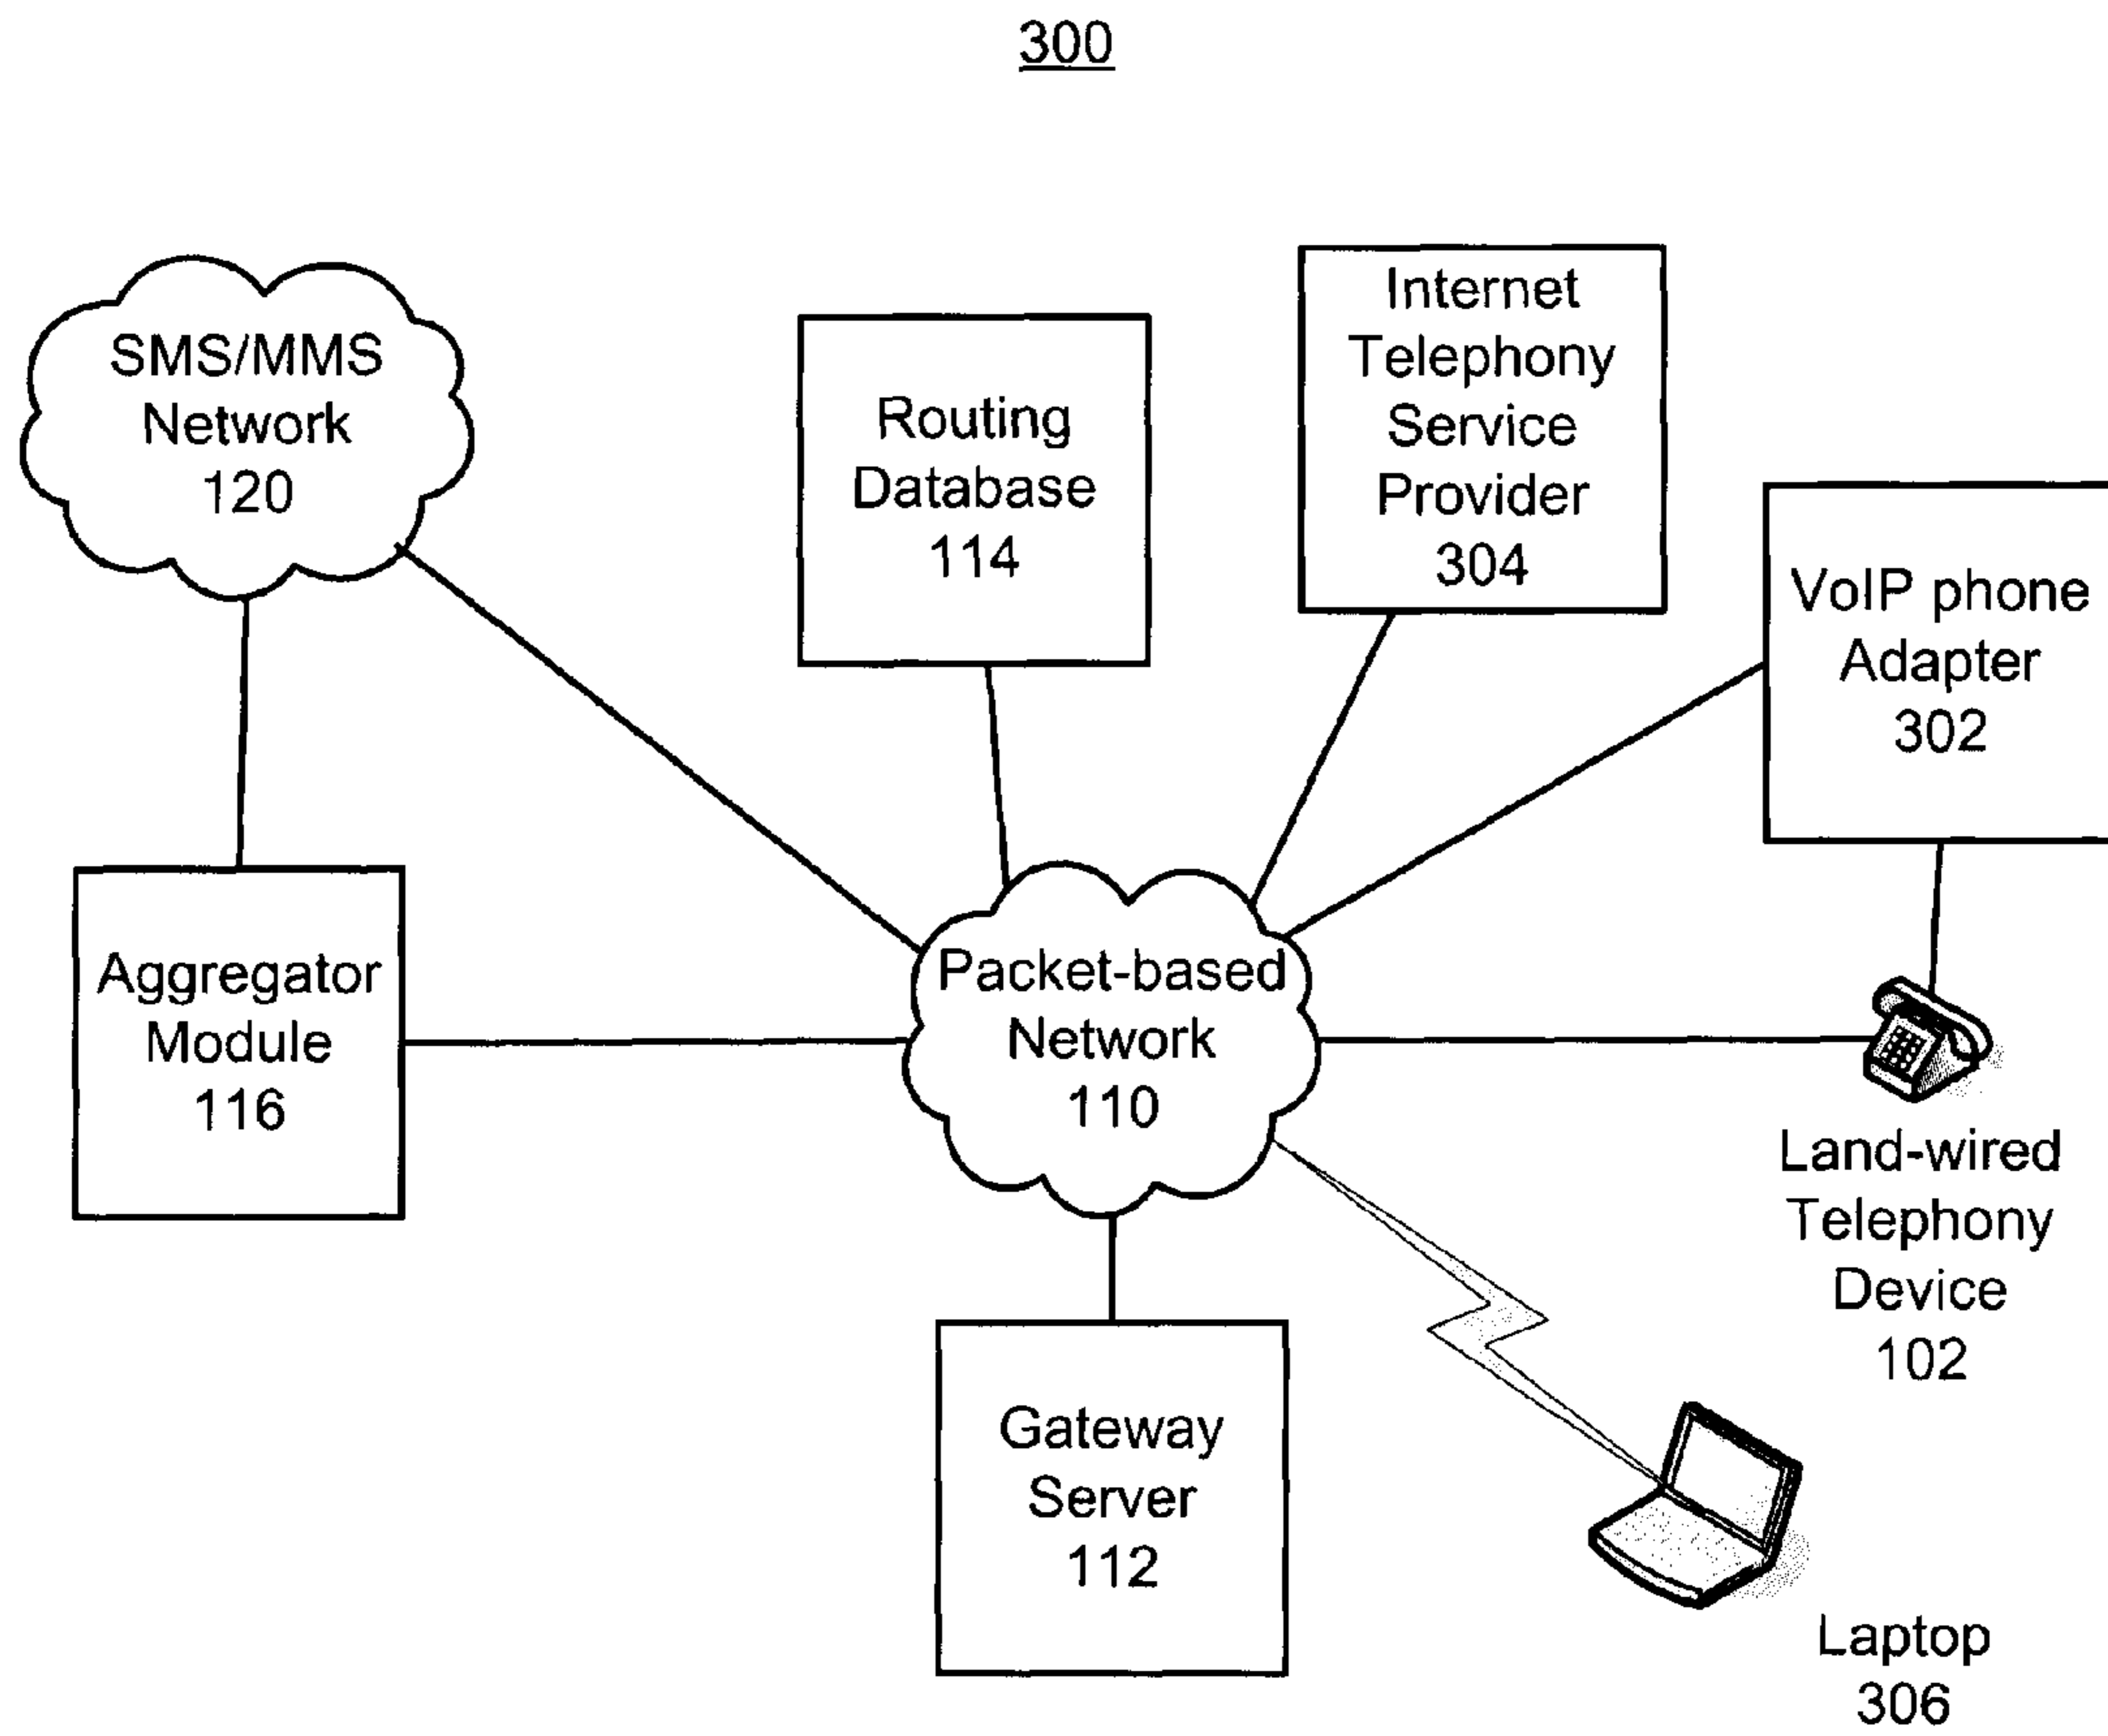 300
SMS/MMS
Network
120
Routing
Database
114
Internet
Telephony
Service
Provider
304
VoIP phone
Adapter
302
Aggregator
Module
116
Packet-based
Network
110
Land-wired
Telephony
Device
102
Gateway
Server
112
Laptop
306